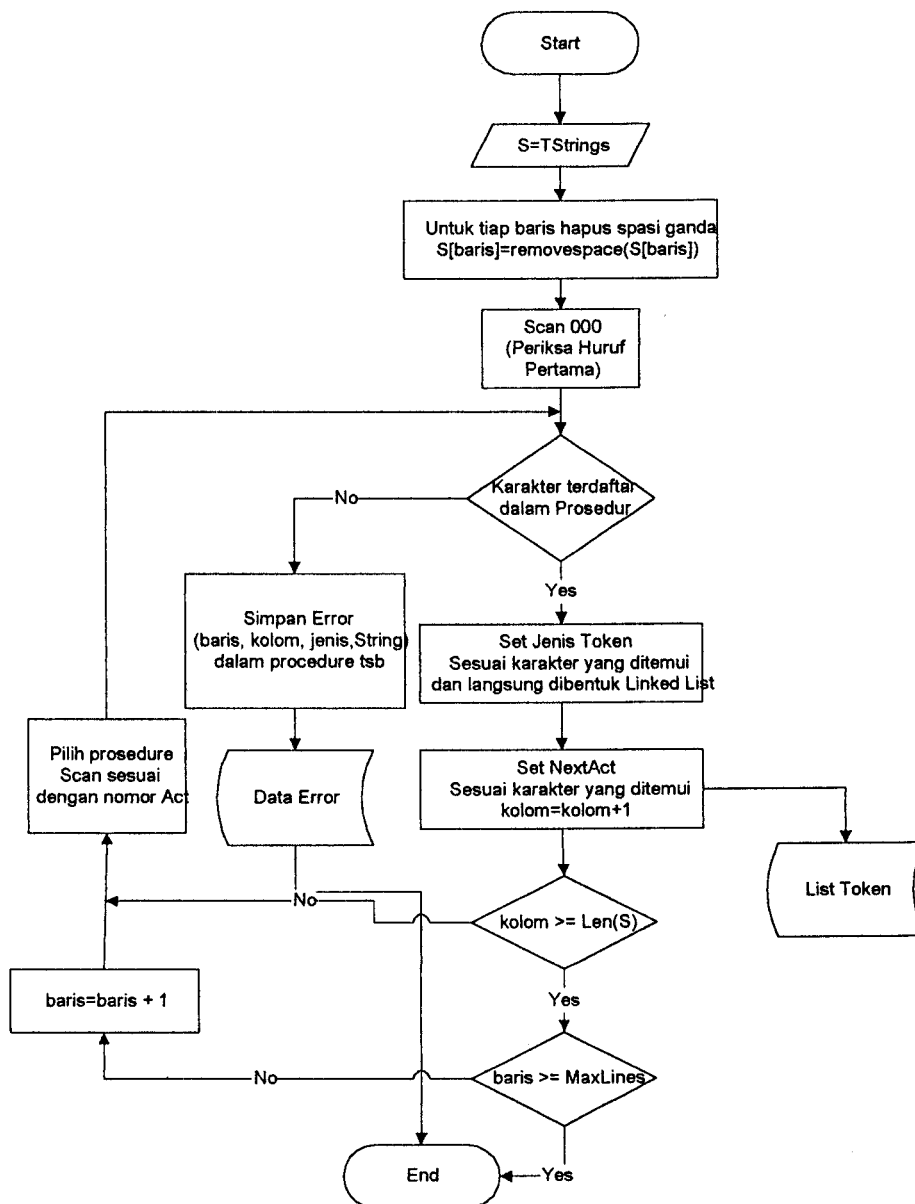 Start
S=TStrings
Untuk tiap baris hapus spasi ganda
S[baris]=removespace(S[baris])
Scan 000
(Periksa Huruf
Pertama)
Karakter terdaftar
dalam Prosedur
No
Yes
Simpan Error
(baris, kolom, jenis,String)
dalam procedure tsb
Set Jenis Token
Sesuai karakter yang ditemui
dan langsung dibentuk Linked List
Pilih prosedure
Scan sesuai
dengan nomor Act
Data Error
Set NextAct
Sesuai karakter yang ditemui
kolom=kolom+1
List Token
No
kolom >= Len(S)
Yes
baris=baris + 1
No
baris >= MaxLines
Yes
End